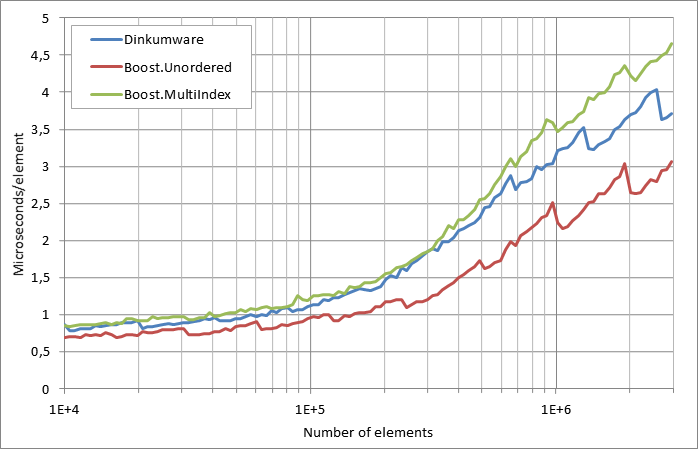 5
4,5
4
3,5
3
2,5
2
1,5
1
0,5
0
Microseconds/element
Dinkumware
Boost.Unordered
Boost.MultiIndex
1E+4
1E+5
1E+6
Number of elements